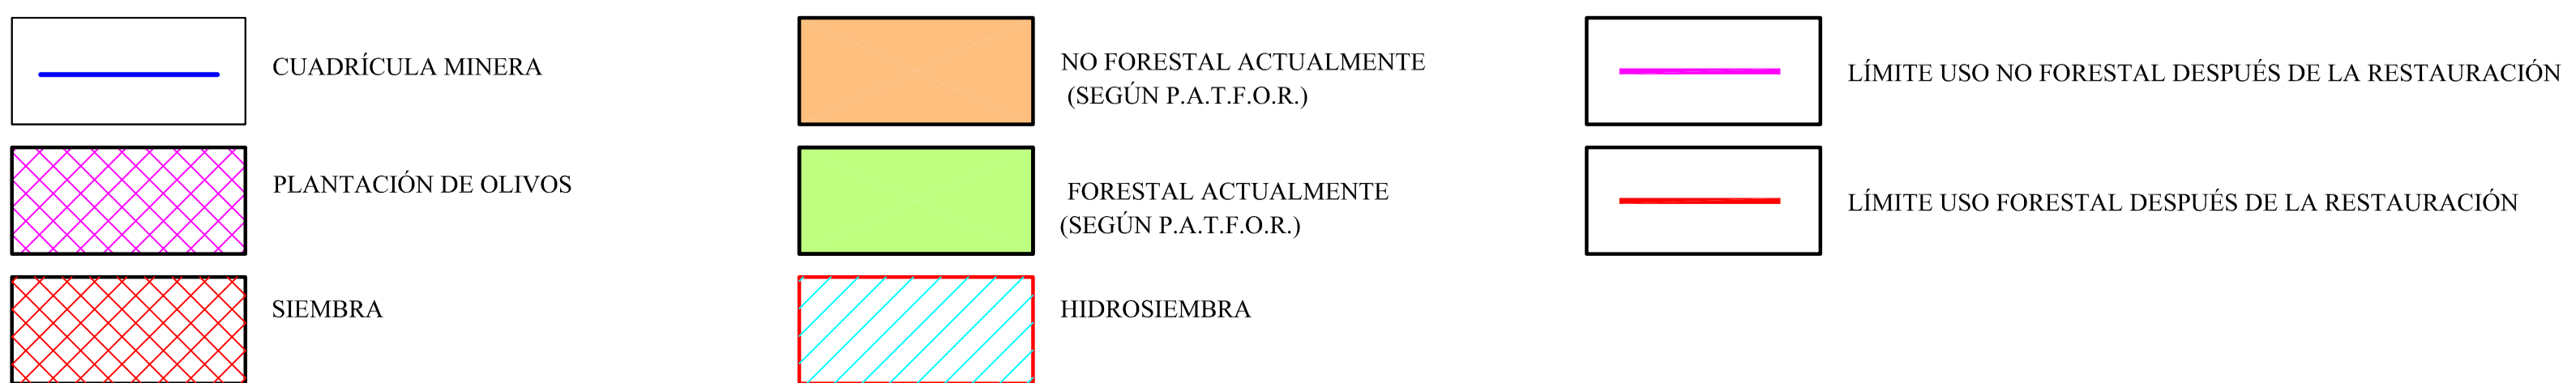 CUADRÍCULA MINERA
PLANTACIÓN DE OLIVOS
SIEMBRA
NO FORESTAL ACTUALMENTE
(SEGÚN P.A.T.F.O.R.)
FORESTAL ACTUALMENTE
(SEGÚN P.A.T.F.O.R.)
HIDROSIEMBRA
LÍMITE USO NO FORESTAL DESPUÉS DE LA RESTAURACIÓN
LÍMITE USO FORESTAL DESPUÉS DE LA RESTAURACIÓN